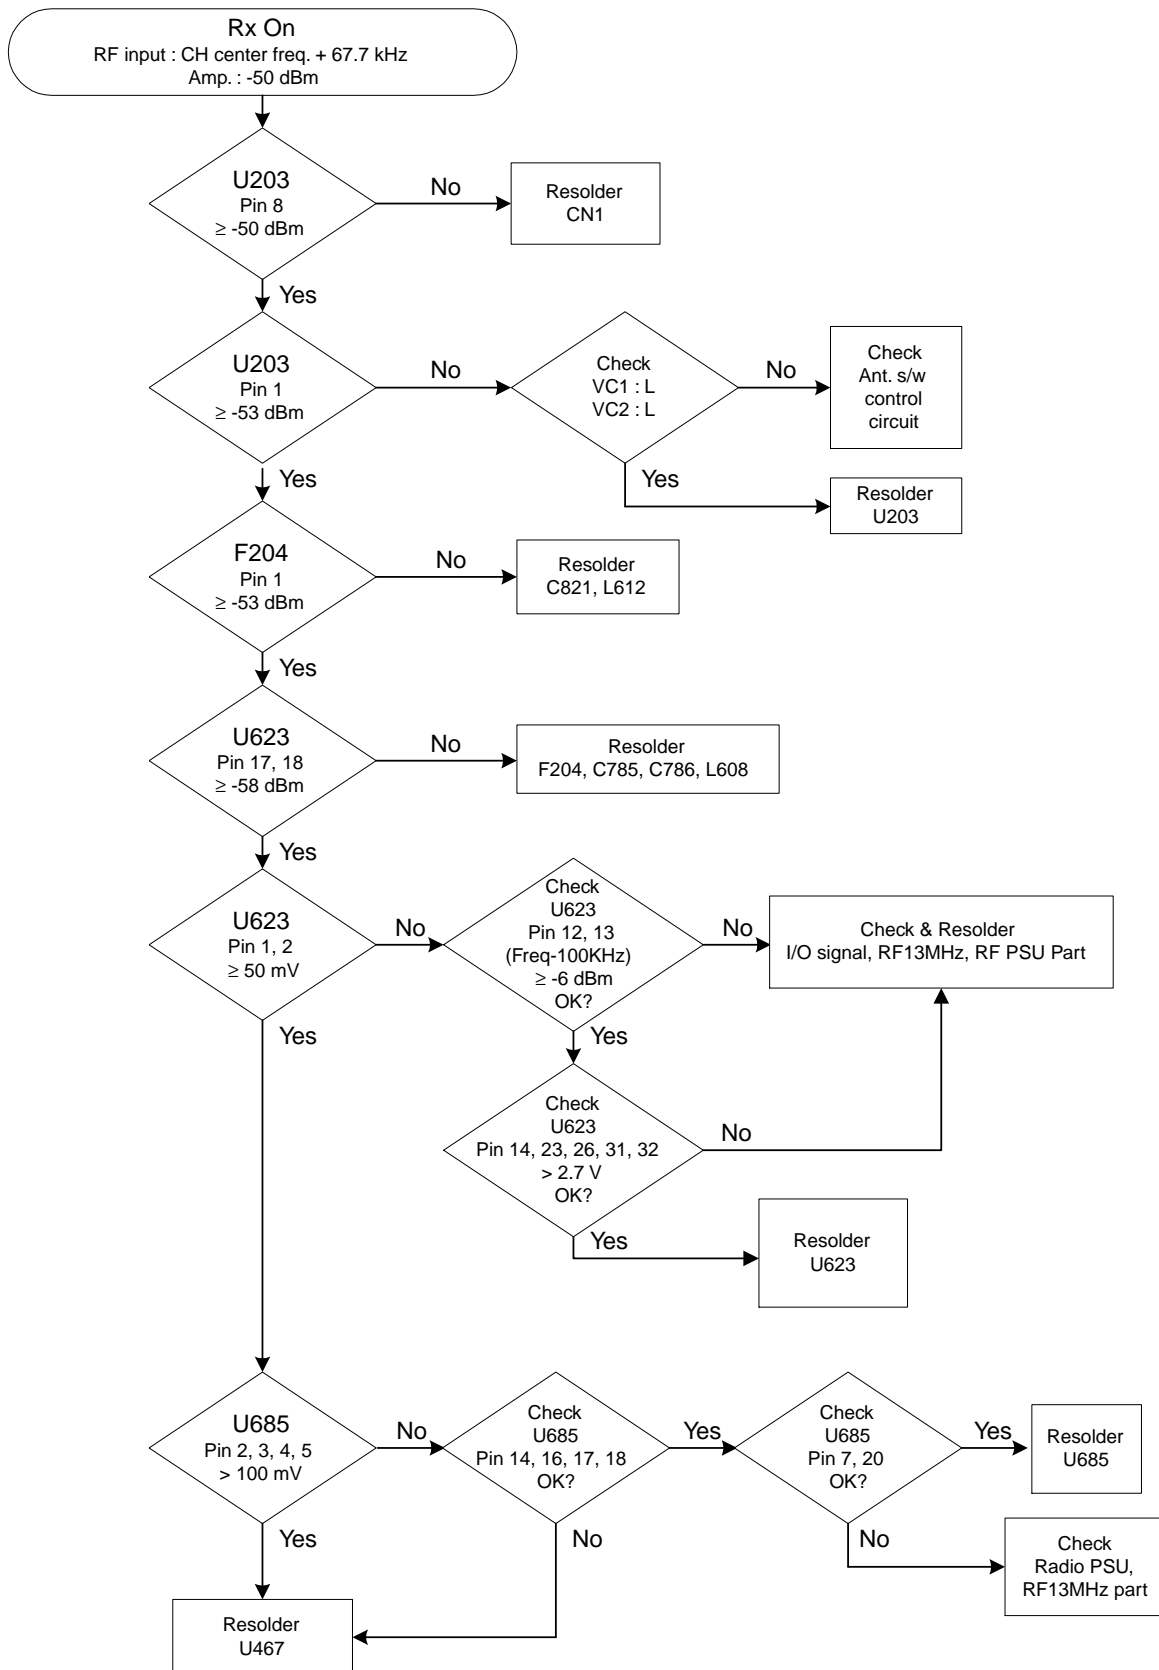 Rx On
RF input : CH center freq. + 67.7 kHz
Amp. : -50 dBm
U203
Pin 8
≥ -50 dBm
No
Resolder
CN1
Yes
U203
Pin 1
≥ -53 dBm
No
Check
VC1 : L
VC2 : L
No
Check
Ant. s/w
control
circuit
Yes
Yes
Resolder
U203
F204
Pin 1
≥ -53 dBm
No
Resolder
C821, L612
Yes
U623
Pin 17, 18
≥ -58 dBm
No
Resolder
F204, C785, C786, L608
Yes
U623
Pin 1, 2
≥ 50 mV
No
Check
U623
Pin 12, 13
(Freq-100KHz)
≥ -6 dBm
OK?
No
Check & Resolder
I/O signal, RF13MHz, RF PSU Part
Yes
Yes
Check
U623
Pin 14, 23, 26, 31, 32
> 2.7 V
OK?
No
Yes
Resolder
U623
U685
Pin 2, 3, 4, 5
> 100 mV
No
Check
U685
Pin 14, 16, 17, 18
OK?
Yes
Check
U685
Pin 7, 20
OK?
Yes
Resolder
U685
Yes
No
No
Check
Radio PSU,
RF13MHz part
Resolder
U467